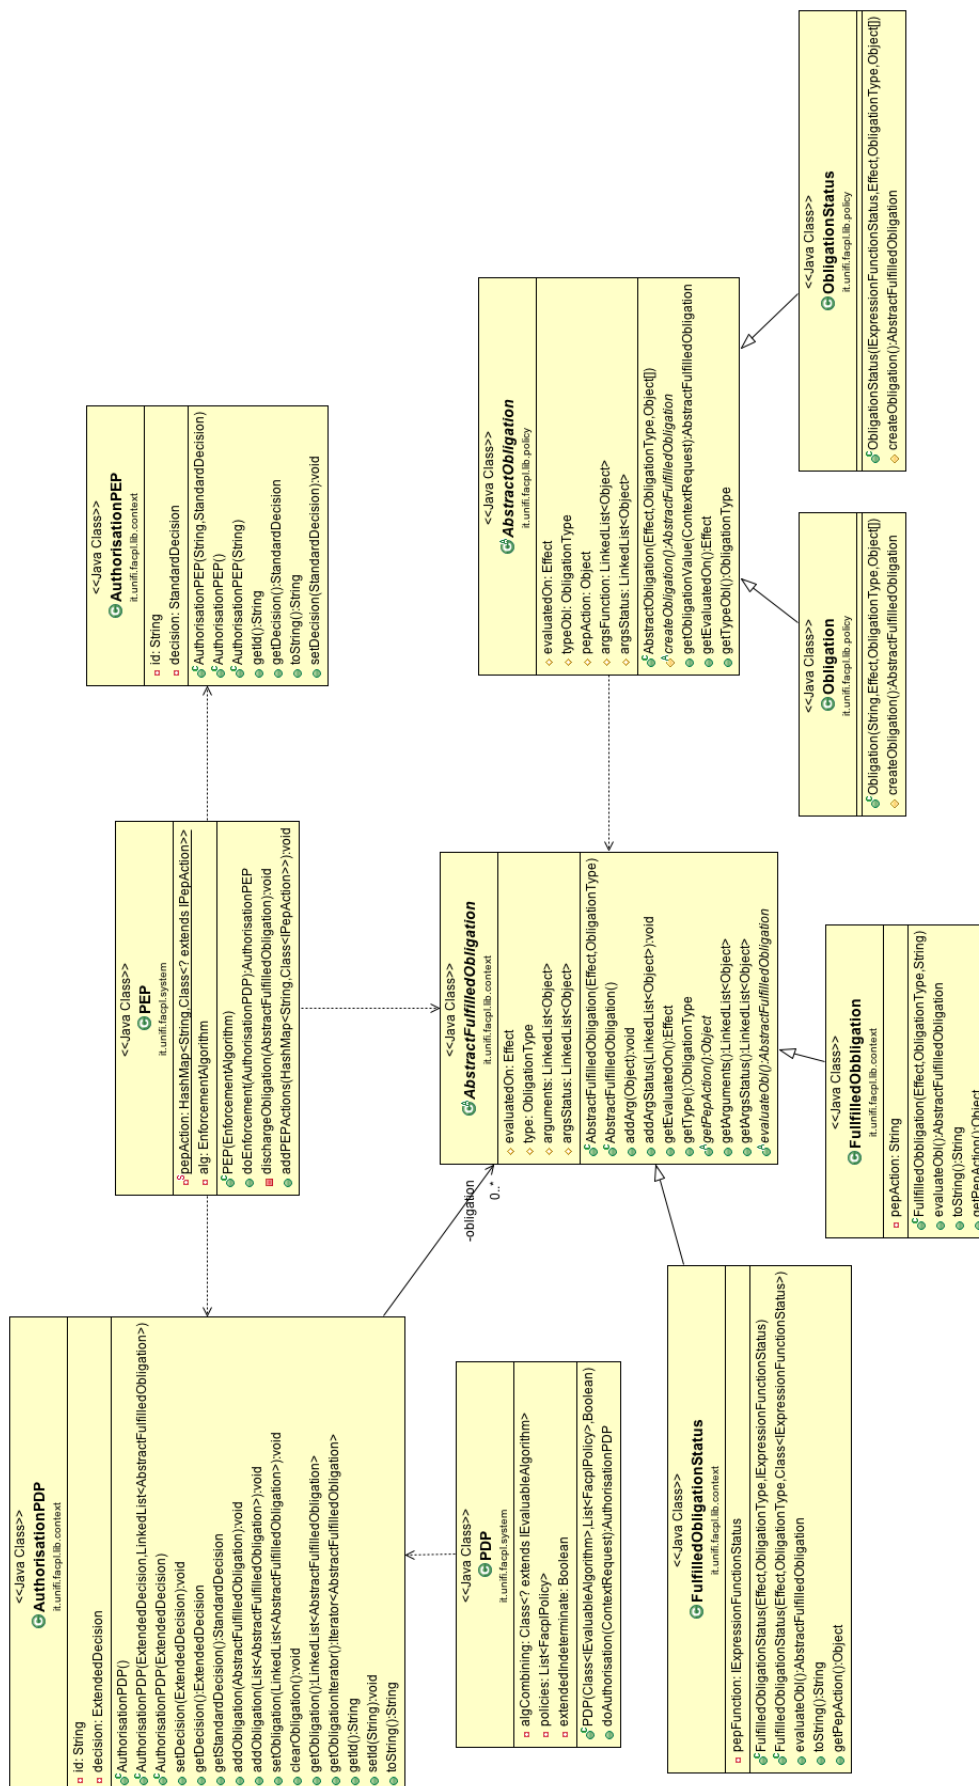 <<Java Class>>
AuthorisationPDP
it.unifi.facpl.lib.context
id: String
decision: ExtendedDecision
AuthorisationPDP()
AuthorisationPDP(ExtendedDecision,LinkedList<AbstractFulfilledObligation>)
AuthorisationPDP(ExtendedDecision)
setDecision(ExtendedDecision):void
getDecision():ExtendedDecision
getStandardDecision():StandardDecision
addObligation(AbstractFulfilledObligation):void
addObligation(List<AbstractFulfilledObligation>):void
setObligation(LinkedList<AbstractFulfilledObligation>):void
clearObligation():void
getObligation():LinkedList<AbstractFulfilledObligation>
getObligationIterator():Iterator<AbstractFulfilledObligation>
getId():String
setId(String):void
toString():String
<<Java Class>>
PEP
it.unifi.facpl.system
pepAction: HashMap<String,Class<? extends IPepAction>>
alg: EnforcementAlgorithm
PEP(EnforcementAlgorithm)
doEnforcement(AuthorisationPDP):AuthorisationPEP
dischargeObligation(AbstractFulfilledObligation):void
addPEPActions(HashMap<String,Class<IPepAction>>):void
<<Java Class>>
AuthorisationPEP
it.unifi.facpl.lib.context
id: String
decision: StandardDecision
AuthorisationPEP(String,StandardDecision)
AuthorisationPEP()
AuthorisationPEP(String)
getId():String
getDecision():StandardDecision
toString():String
setDecision(StandardDecision):void
-obligation
0..*
<<Java Class>>
PDP
it.unifi.facpl.system
algCombining: Class<? extends IEvaluableAlgorithm>
policies: List<FacplPolicy>
extendedIndeterminate: Boolean
PDP(Class<IEvaluableAlgorithm>,List<FacplPolicy>,Boolean)
doAuthorisation(ContextRequest):AuthorisationPDP
<<Java Class>>
AbstractFulfilledObligation
it.unifi.facpl.lib.context
evaluatedOn: Effect
type: ObligationType
arguments: LinkedList<Object>
argsStatus: LinkedList<Object>
AbstractFulfilledObligation(Effect,ObligationType)
AbstractFulfilledObligation()
addArg(Object):void
addArgStatus(LinkedList<Object>):void
getEvaluatedOn():Effect
getType():ObligationType
getPepAction():Object
getArguments():LinkedList<Object>
getArgsStatus():LinkedList<Object>
evaluateObl():AbstractFulfilledObligation
<<Java Class>>
AbstractObligation
it.unifi.facpl.lib.policy
evaluatedOn: Effect
typeObl: ObligationType
pepAction: Object
argsFunction: LinkedList<Object>
argsStatus: LinkedList<Object>
AbstractObligation(Effect,ObligationType,Object[])
createObligation():AbstractFulfilledObligation
getObligationValue(ContextRequest):AbstractFulfilledObligation
getEvaluatedOn():Effect
getTypeObl():ObligationType
<<Java Class>>
FulfilledObligationStatus
it.unifi.facpl.lib.context
pepFunction: IExpressionFunctionStatus
FulfilledObligationStatus(Effect,ObligationType,IExpressionFunctionStatus)
FulfilledObligationStatus(Effect,ObligationType,Class<IExpressionFunctionStatus>)
evaluateObl():AbstractFulfilledObligation
toString():String
getPepAction():Object
<<Java Class>>
FullfilledObbligation
it.unifi.facpl.lib.context
pepAction: String
FullfilledObbligation(Effect,ObligationType,String)
evaluateObl():AbstractFulfilledObligation
toString():String
getPepAction():Object
<<Java Class>>
Obligation
it.unifi.facpl.lib.policy
Obligation(String,Effect,ObligationType,Object[])
createObligation():AbstractFulfilledObligation
<<Java Class>>
ObligationStatus
it.unifi.facpl.lib.policy
ObligationStatus(IExpressionFunctionStatus,Effect,ObligationType,Object[])
createObligation():AbstractFulfilledObligation